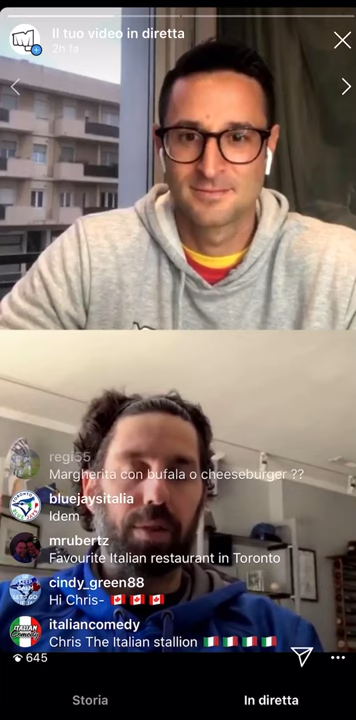 Il tuo video in diretta
2h fa
regi55
Margherita con bufala o cheeseburger ??
bluejaysitalia
Idem
mrubertz
Favourite Italian restaurant in Toronto
cindy_green88
Hi Chris- 🇨🇦 🇨🇦 🇨🇦
italiancomedy
Chris The Italian stallion 🇮🇹 🇮🇹 🇮🇹 🇮🇹
645
Storia
In diretta